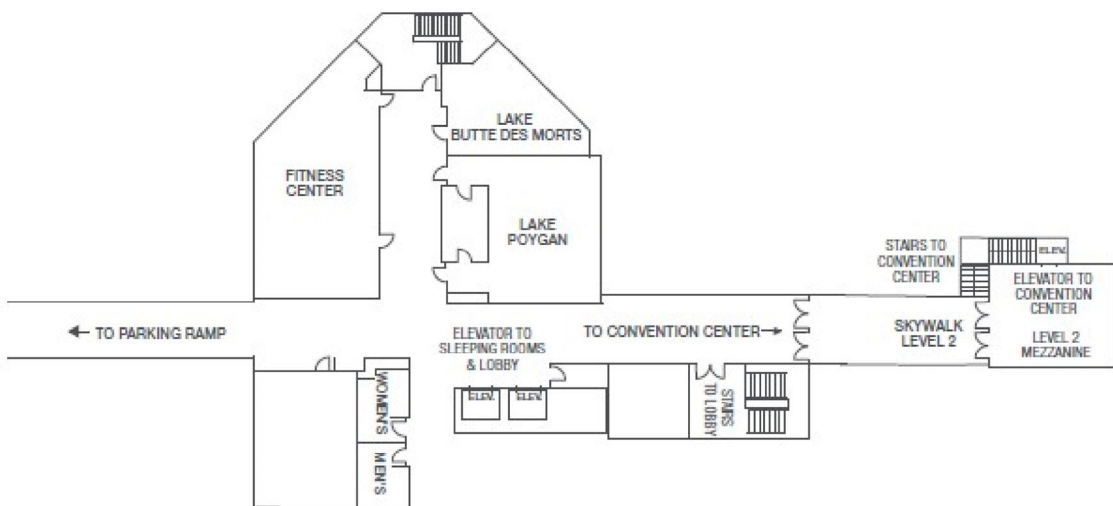 LAKE
BUTTE DES MORTS
FITNESS
CENTER
LAKE
POYGAN
STAIRS TO
CONVENTION
CENTER
ELEV.
ELEVATOR TO
CONVENTION
CENTER
LEVEL 2
MEZZANINE
← TO PARKING RAMP
ELEVATOR TO
SLEEPING ROOMS
& LOBBY
TO CONVENTION CENTER →
SKYWALK
LEVEL 2
WOMEN'S
MEN'S
ELEV.
ELEV.
STAIRS
TO LOBBY